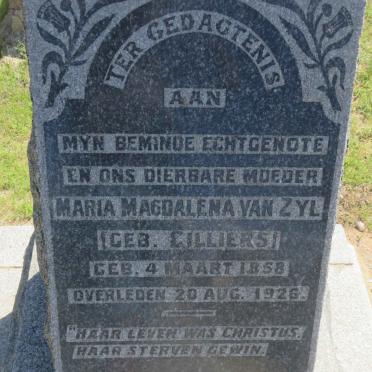 TER GEDACTENIS
AAN
MYN BEMINDE ECHTGENOTE
EN ONS DIERBARE MOEDER
MARIA MAGDALENA VAN ZYL
(GEB. CILLIERS)
GEB. 4 MAART 1858
OVERLEDEN 20 AUG. 1926.
"HAAR LEVEN WAS CHRISTUS,
HAAR STERVEN GEWIN.